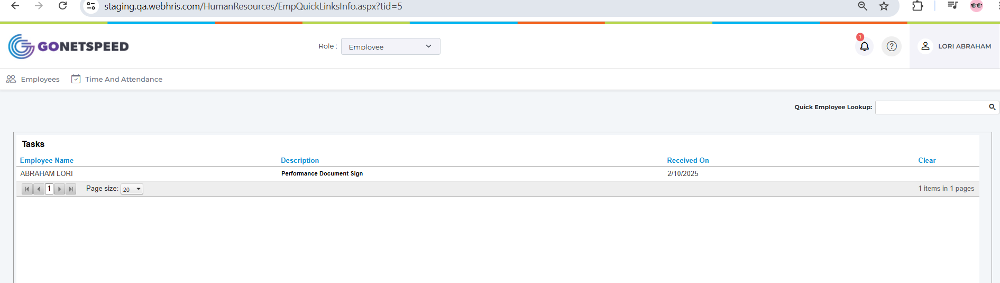 staging.qa.webhris.com/HumanResources/EmpQuickLinksInfo.aspx?tid=5
GONETSPEED
Role :
Employee
1
?
LORI ABRAHAM
Employees
Time And Attendance
Quick Employee Lookup:
Tasks
Employee Name Description Received On Clear
ABRAHAM LORI Performance Document Sign 2/10/2025
1 Page size: 20 1 items in 1 pages